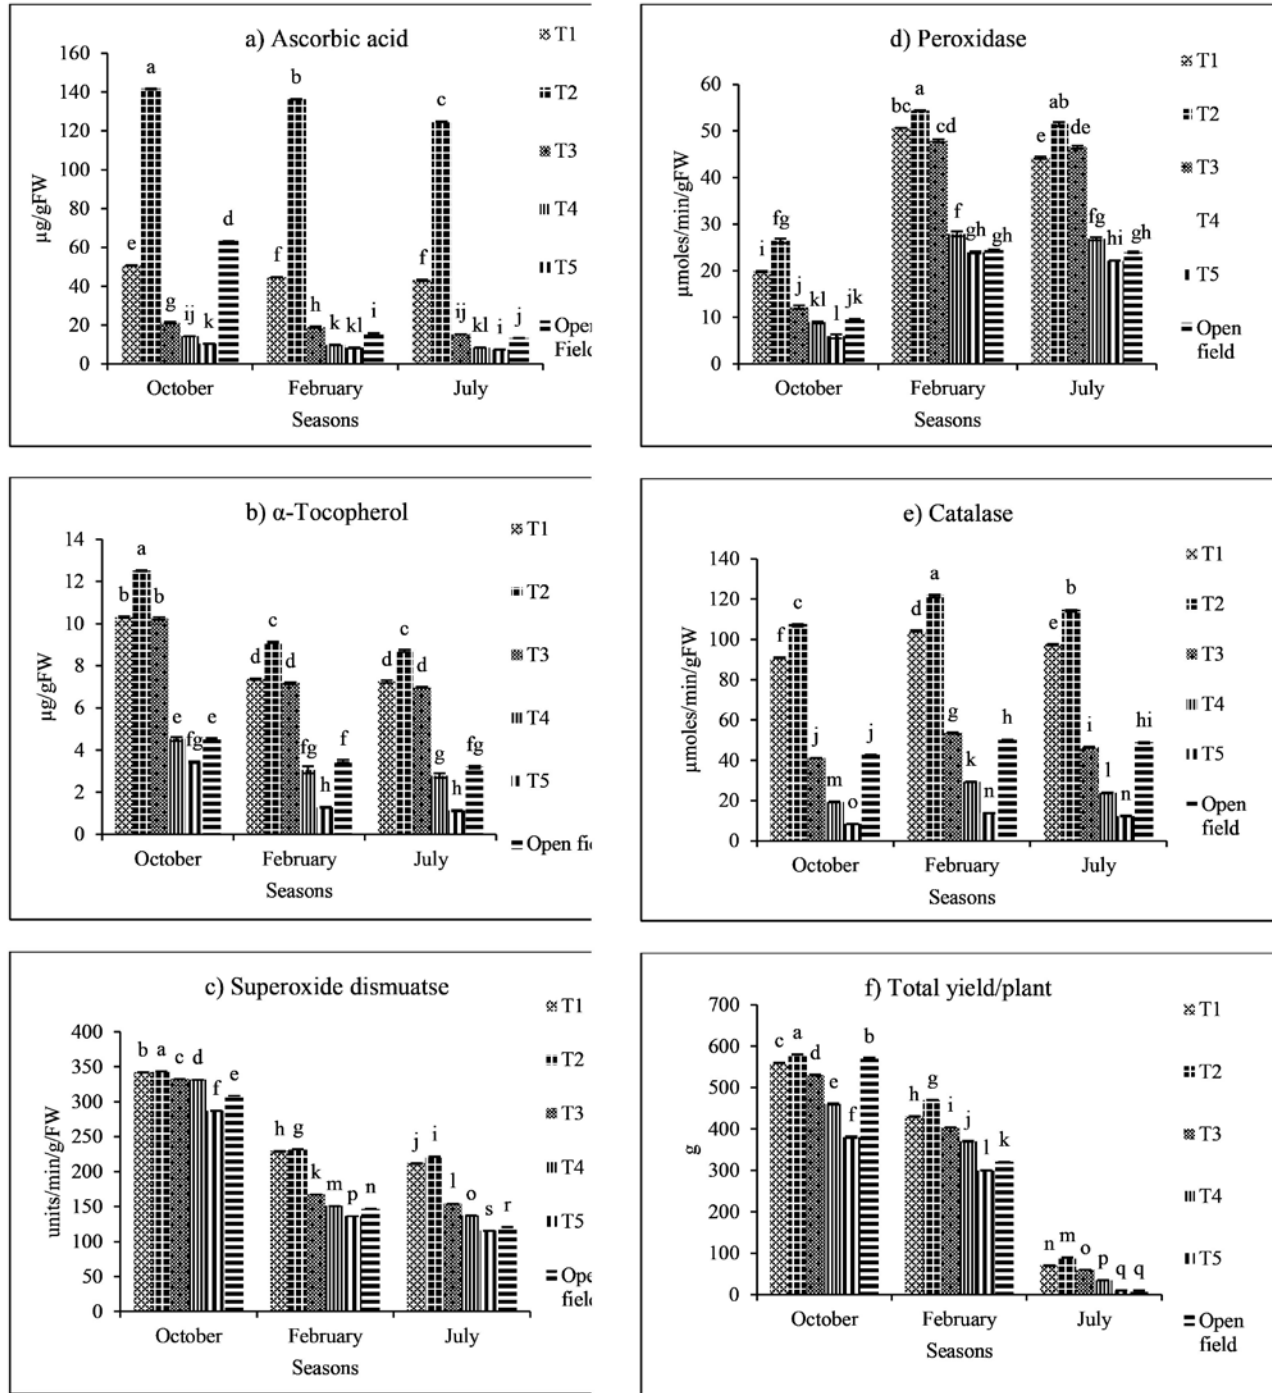 a) Ascorbic acid
160
140
120
100
80
60
40
20
0
µg/gFW
e a g ij k d
f b h k kl i
f c ij kl i j
October February July
Seasons
T1
T2
T3
T4
T5
Open
Field
d) Peroxidase
60
50
40
30
20
10
0
µmoles/min/gFW
i fg j kl l jk
bc a cd f gh gh
e ab de fg hi gh
October February July
Seasons
T1
T2
T3
T4
T5
Open
field
b) α-Tocopherol
14
12
10
8
6
4
2
0
µg/gFW
b a b e fg e
d c d fg h f
d c d g h fg
October February July
Seasons
T1
T2
T3
T4
T5
Open fie
e) Catalase
140
120
100
80
60
40
20
0
µmoles/min/gFW
f c j m o j
d a g k n h
e b i l n hi
October February July
Seasons
T1
T2
T3
T4
T5
Open
field
c) Superoxide dismuatse
400
350
300
250
200
150
100
50
0
units/min/g/FW
b a c d f e
h g k m p n
j i l o s r
October February July
Seasons
T1
T2
T3
T4
T5
Open
field
f) Total yield/plant
700
600
500
400
300
200
100
0
g
c a d e f b
h g i j l k
n m o p q q
October February July
Seasons
T1
T2
T3
T4
T5
Open
field